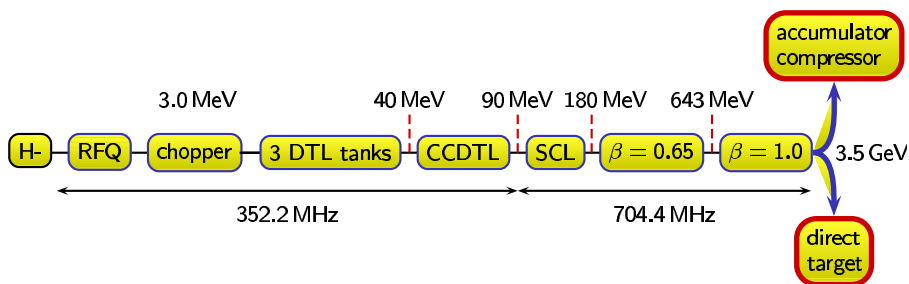 accumulator
compressor
3.0 MeV
40 MeV
90 MeV
180 MeV
643 MeV
H-
RFQ
chopper
3 DTL tanks
CCDTL
SCL
β = 0.65
β = 1.0
3.5 GeV
352.2 MHz
704.4 MHz
direct
target